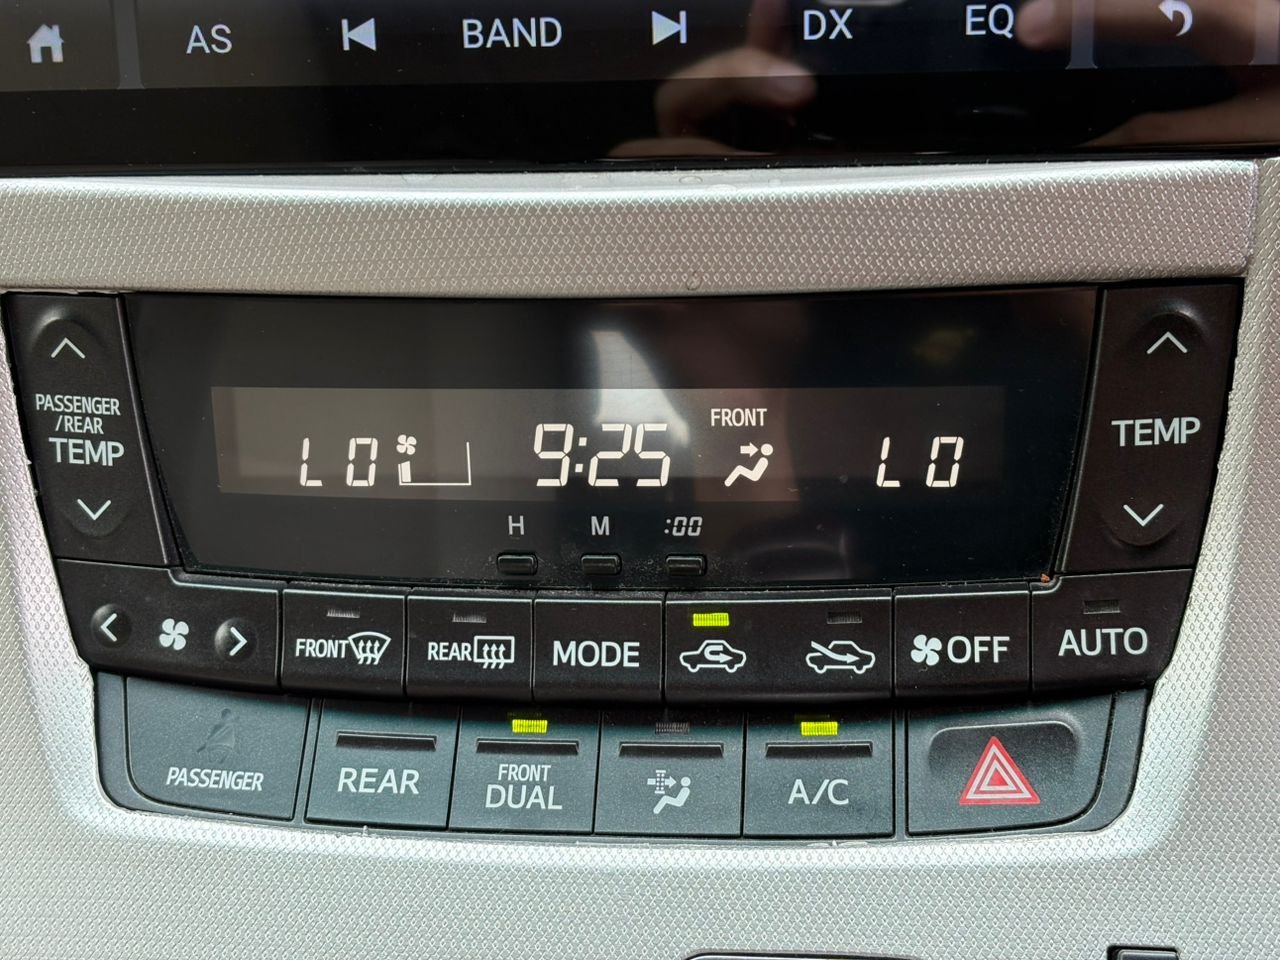 AS BAND DX EQ
PASSENGER
/REAR
TEMP
LO 9:25 FRONT LO
TEMP
H M :00
FRONT REAR MODE OFF AUTO
PASSENGER REAR FRONT
DUAL A/C